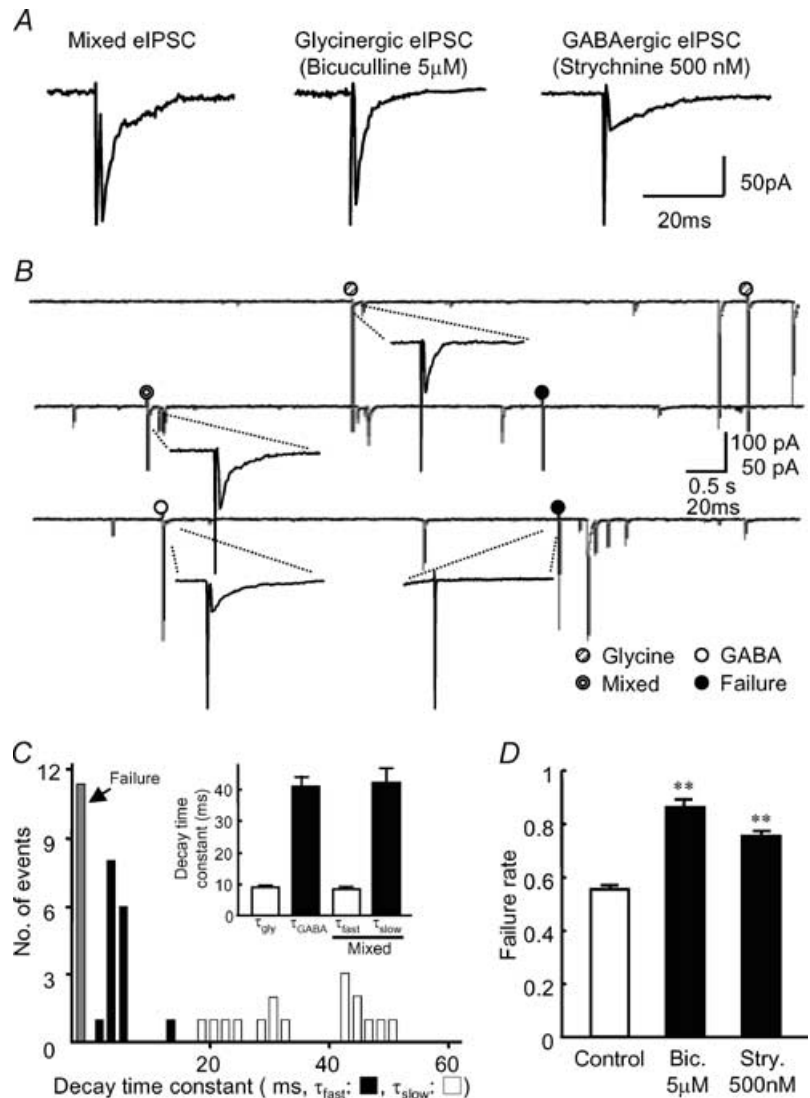 A
Mixed eIPSC
Glycinergic eIPSC
(Bicuculline 5μM)
GABAergic eIPSC
(Strychnine 500 nM)
50pA
20ms
B
100 pA
50 pA
0.5 s
20ms
Glycine
GABA
Mixed
Failure
C
12
9
6
3
0
No. of events
Failure
40
30
20
10
0
Decay time
constant (ms)
τgly
τGABA
τfast
τslow
Mixed
20
40
60
Decay time constant ( ms, τfast: ■, τslow: □)
D
1
0.8
0.6
0.4
0.2
0
Failure rate
**
**
Control
Bic.
5μM
Stry.
500nM